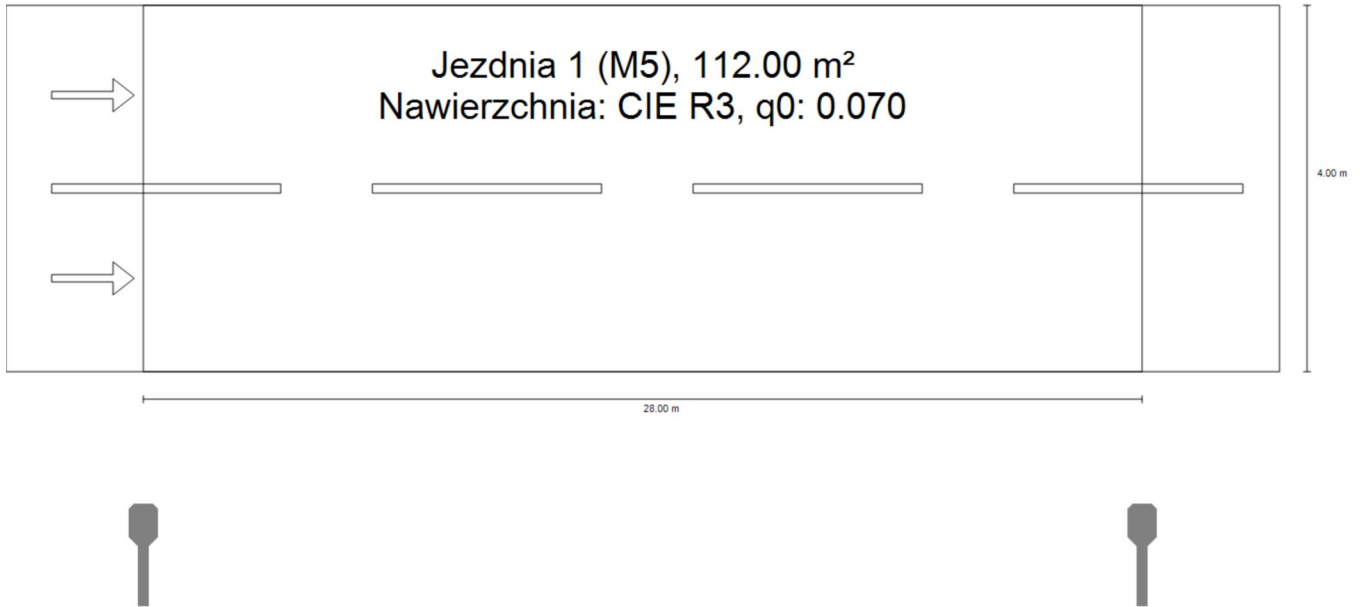 Jezdnia 1 (M5), 112.00 m²
Nawierzchnia: CIE R3, q0: 0.070
4.00 m
28.00 m